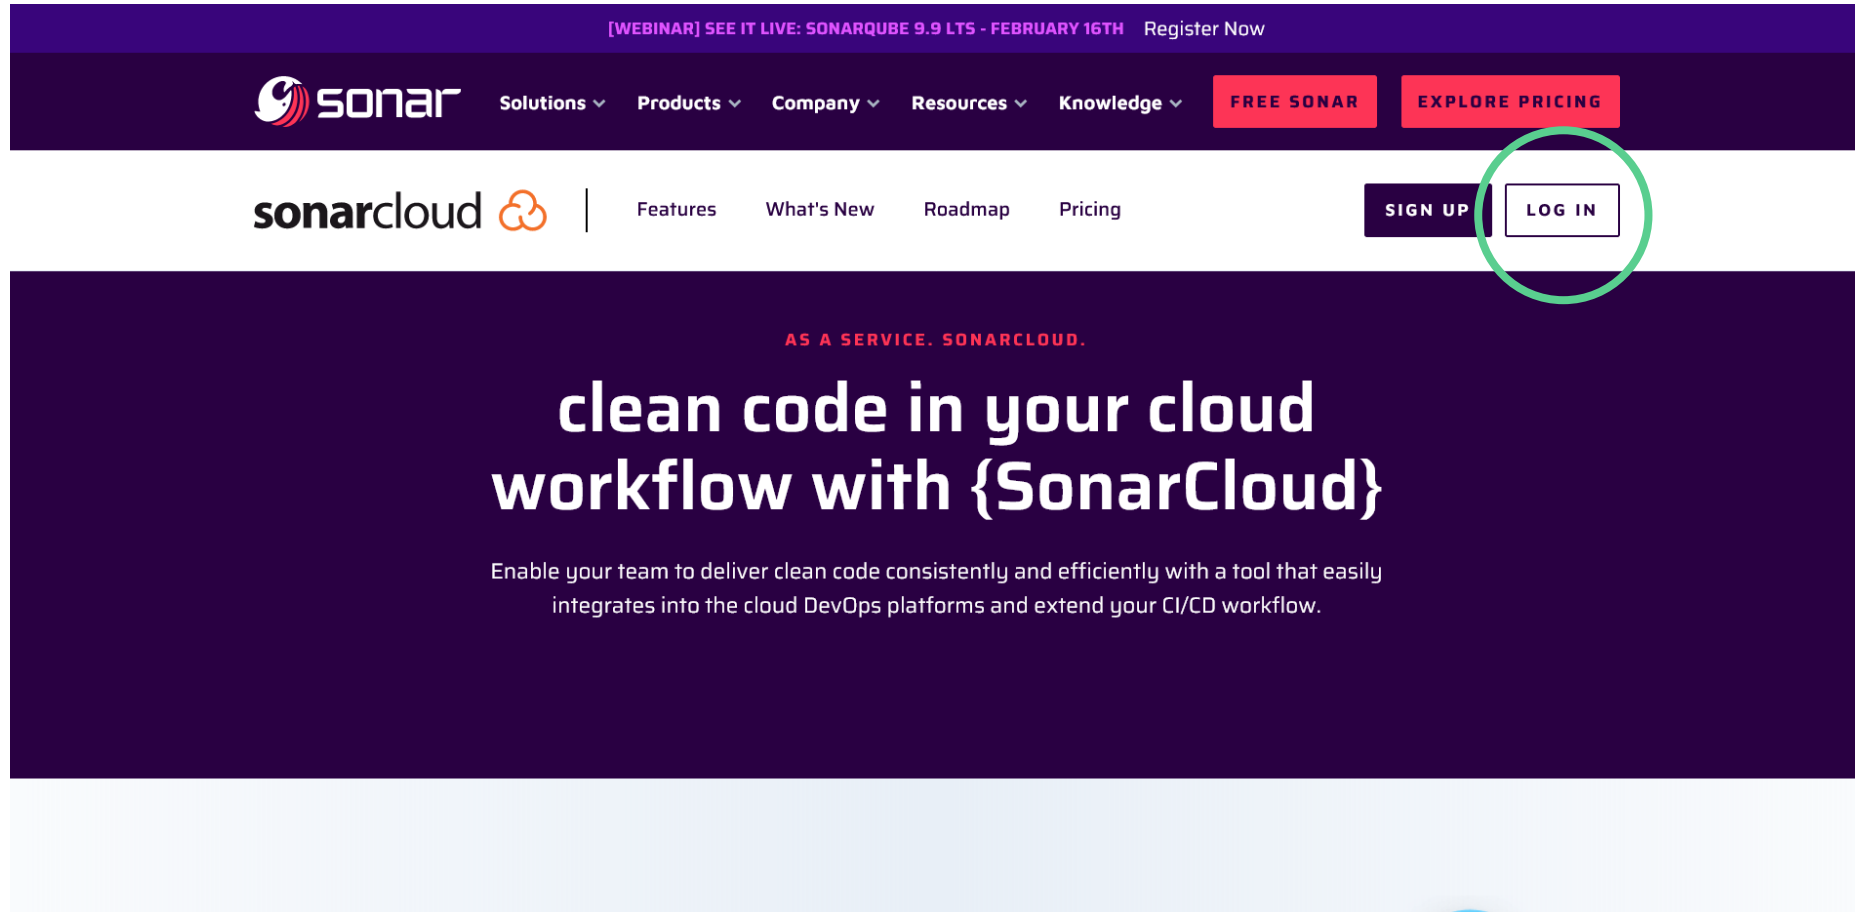 [WEBINAR] SEE IT LIVE: SONARQUBE 9.9 LTS - FEBRUARY 16TH Register Now
sonar Solutions Products Company Resources Knowledge FREE SONAR EXPLORE PRICING
sonarcloud Features What's New Roadmap Pricing SIGN UP LOG IN
AS A SERVICE. SONARCLOUD.
clean code in your cloud
workflow with {SonarCloud}
Enable your team to deliver clean code consistently and efficiently with a tool that easily
integrates into the cloud DevOps platforms and extend your CI/CD workflow.